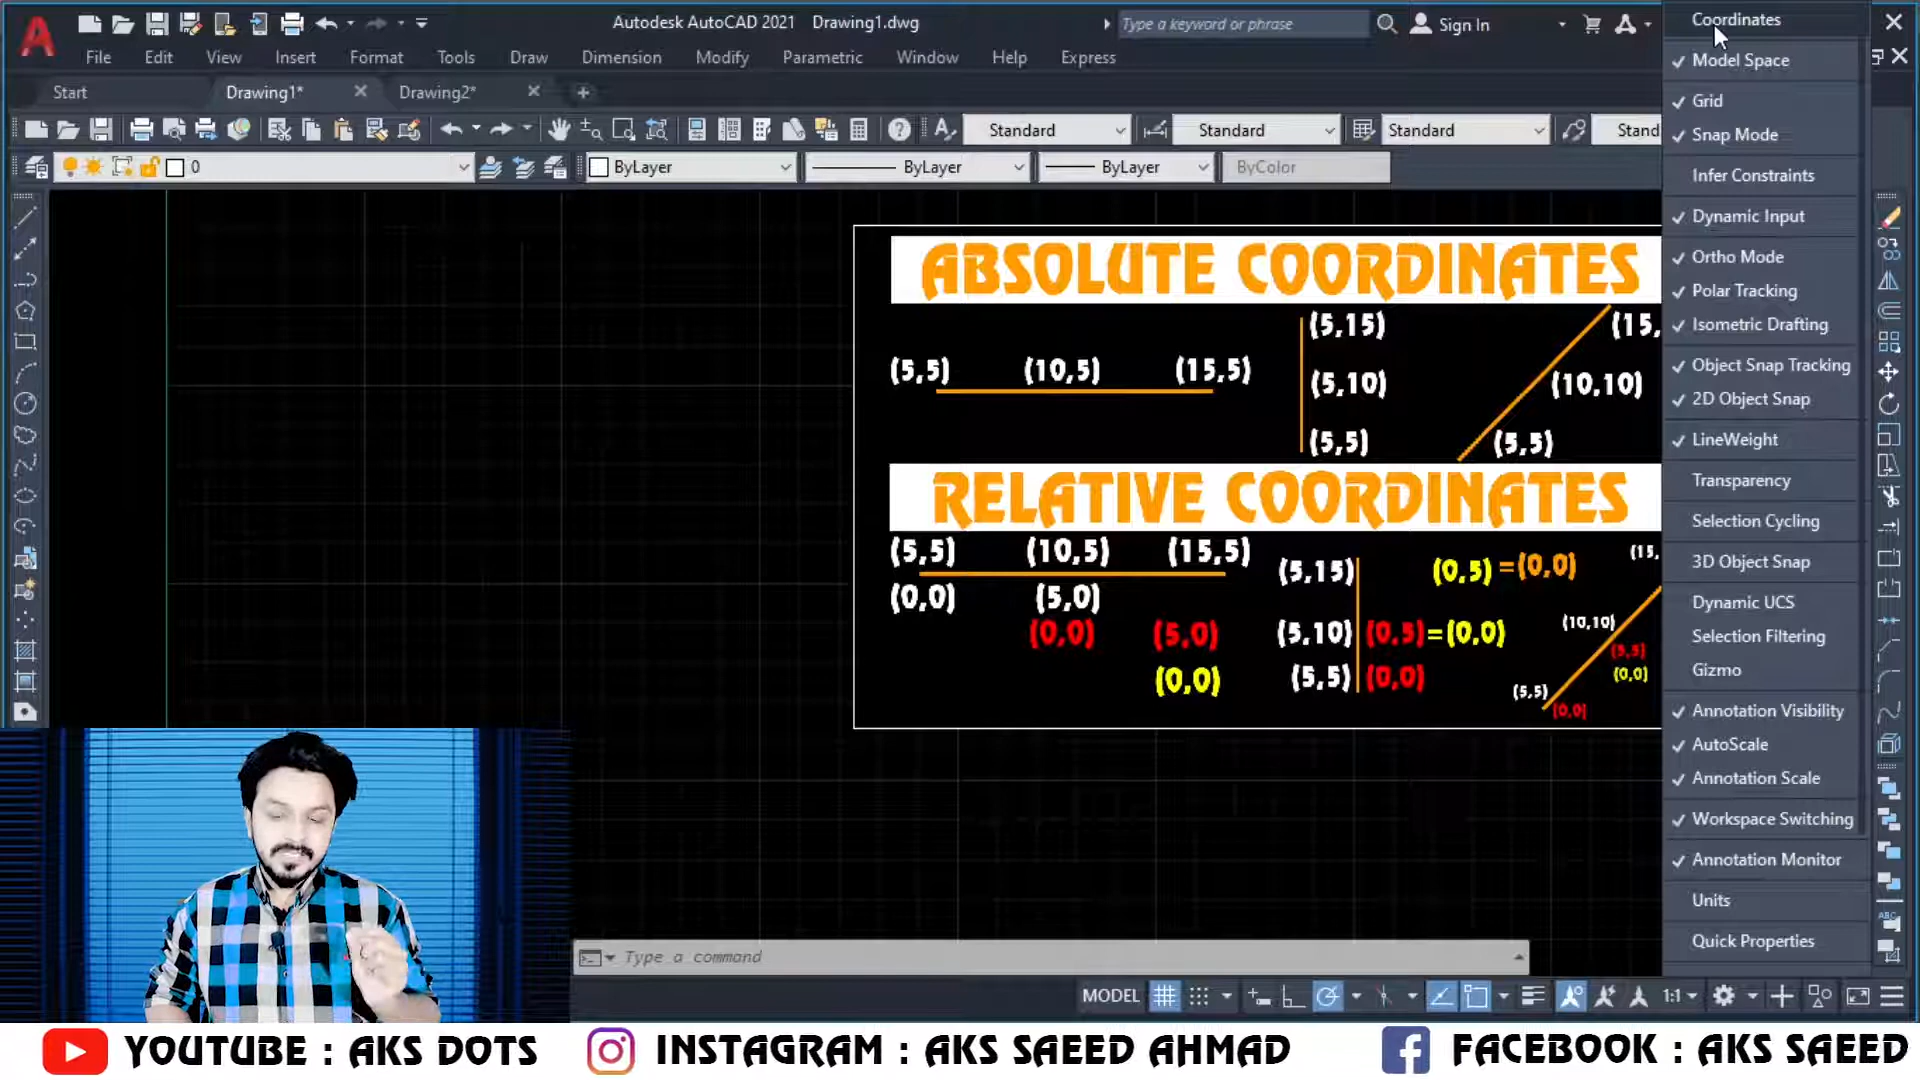 Autodesk AutoCAD 2021 Drawing1.dwg
Type a keyword or phrase
Sign In
File Edit View Insert Format Tools Draw Dimension Modify Parametric Window Help Express
Start Drawing1* Drawing2*
Standard Standard Standard Stand
0 ByLayer ByLayer ByLayer ByColor
ABSOLUTE COORDINATES
(5,5) (10,5) (15,5)
(5,15)
(5,10)
(5,5)
(15,
(10,10)
(5,5)
RELATIVE COORDINATES
(5,5) (10,5) (15,5)
(0,0) (5,0)
(0,0) (5,0)
(0,0)
(5,15) (0,5) =(0,0)
(5,10) (0,5)=(0,0)
(5,5) (0,0)
(15,
(10,10)
(5,5)
(0,0)
(5,5)
(0,0)
Coordinates
Model Space
Grid
Snap Mode
Infer Constraints
Dynamic Input
Ortho Mode
Polar Tracking
Isometric Drafting
Object Snap Tracking
2D Object Snap
LineWeight
Transparency
Selection Cycling
3D Object Snap
Dynamic UCS
Selection Filtering
Gizmo
Annotation Visibility
AutoScale
Annotation Scale
Workspace Switching
Annotation Monitor
Units
Quick Properties
ABC
Type a command
MODEL 1:1
YOUTUBE : AKS DOTS INSTAGRAM : AKS SAEED AHMAD FACEBOOK : AKS SAEED